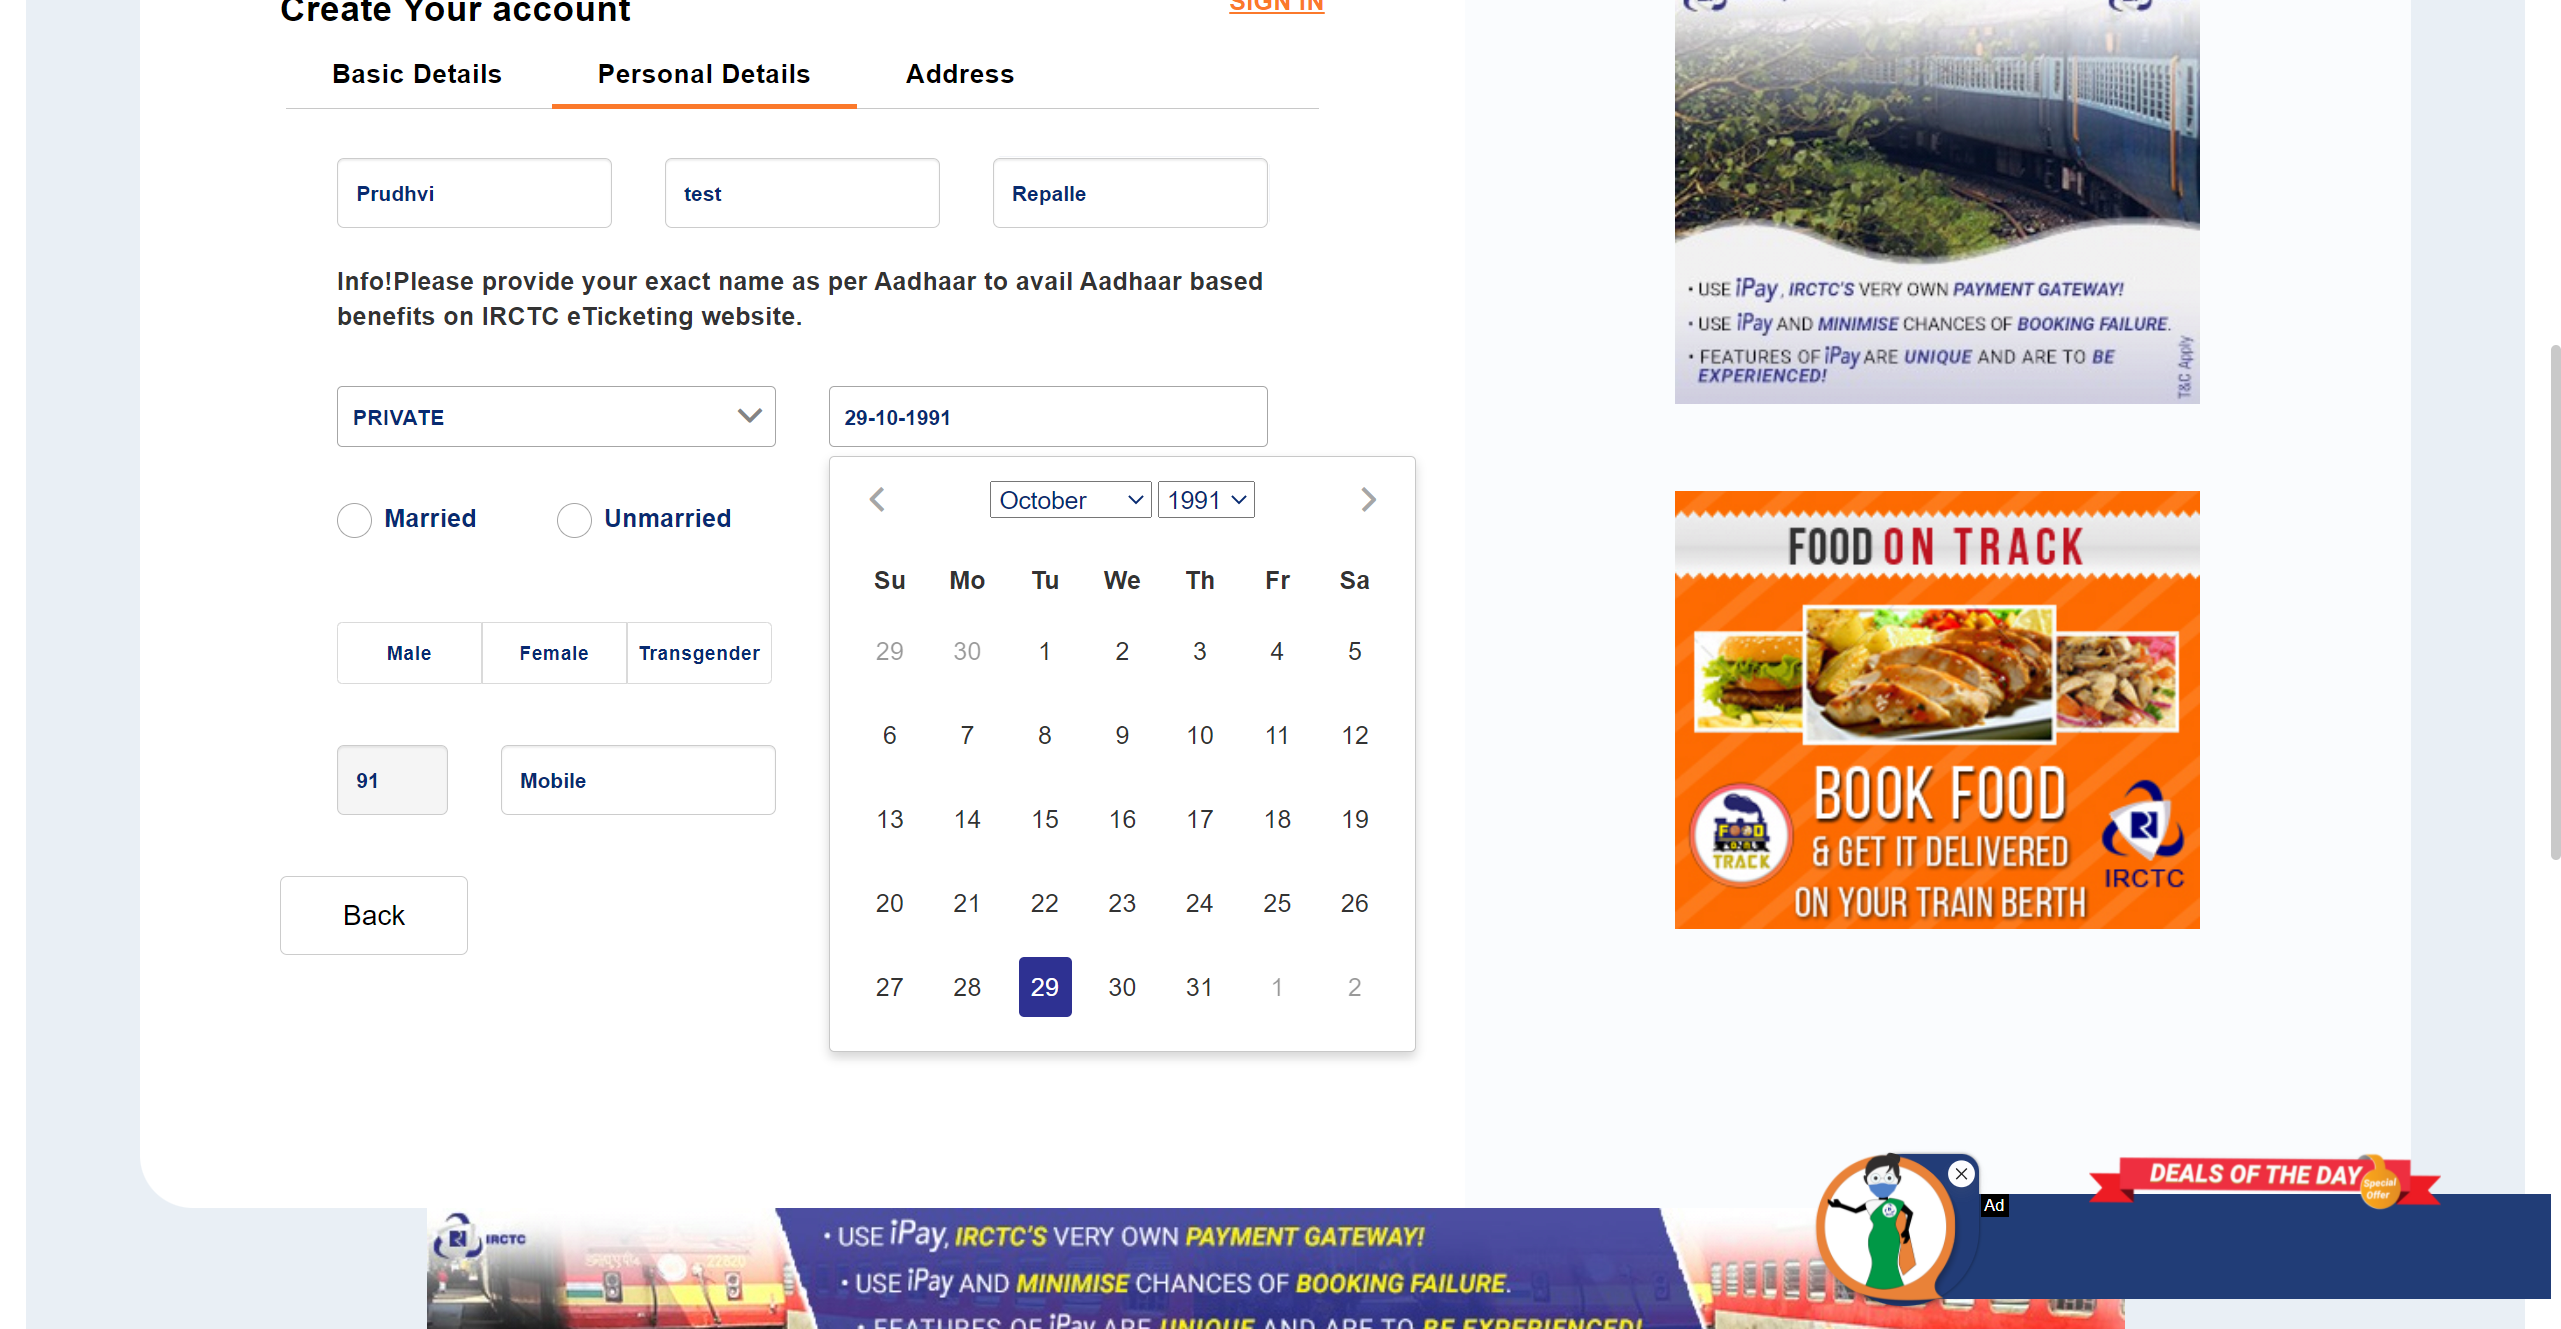 Create Your account
SIGN IN
Basic Details
Personal Details
Address
Prudhvi
test
Repalle
Info!Please provide your exact name as per Aadhaar to avail Aadhaar based
benefits on IRCTC eTicketing website.
PRIVATE
29-10-1991
Married
Unmarried
October
1991
Su Mo Tu We Th Fr Sa
29 30 1 2 3 4 5
6 7 8 9 10 11 12
13 14 15 16 17 18 19
20 21 22 23 24 25 26
27 28 29 30 31 1 2
Male
Female
Transgender
91
Mobile
Back
• USE iPay, IRCTC'S VERY OWN PAYMENT GATEWAY!
• USE iPay AND MINIMISE CHANCES OF BOOKING FAILURE.
• FEATURES OF iPay ARE UNIQUE AND ARE TO BE
EXPERIENCED!
T&C Apply
FOOD ON TRACK
BOOK FOOD
& GET IT DELIVERED
ON YOUR TRAIN BERTH
FOOD
ON
TRACK
IRCTC
DEALS OF THE DAY
Special
Offer
Ad
IRCTC
22620
• USE iPay, IRCTC'S VERY OWN PAYMENT GATEWAY!
• USE iPay AND MINIMISE CHANCES OF BOOKING FAILURE.
• FEATURES OF iPay ARE UNIQUE AND ARE TO BE EXPERIENCED!